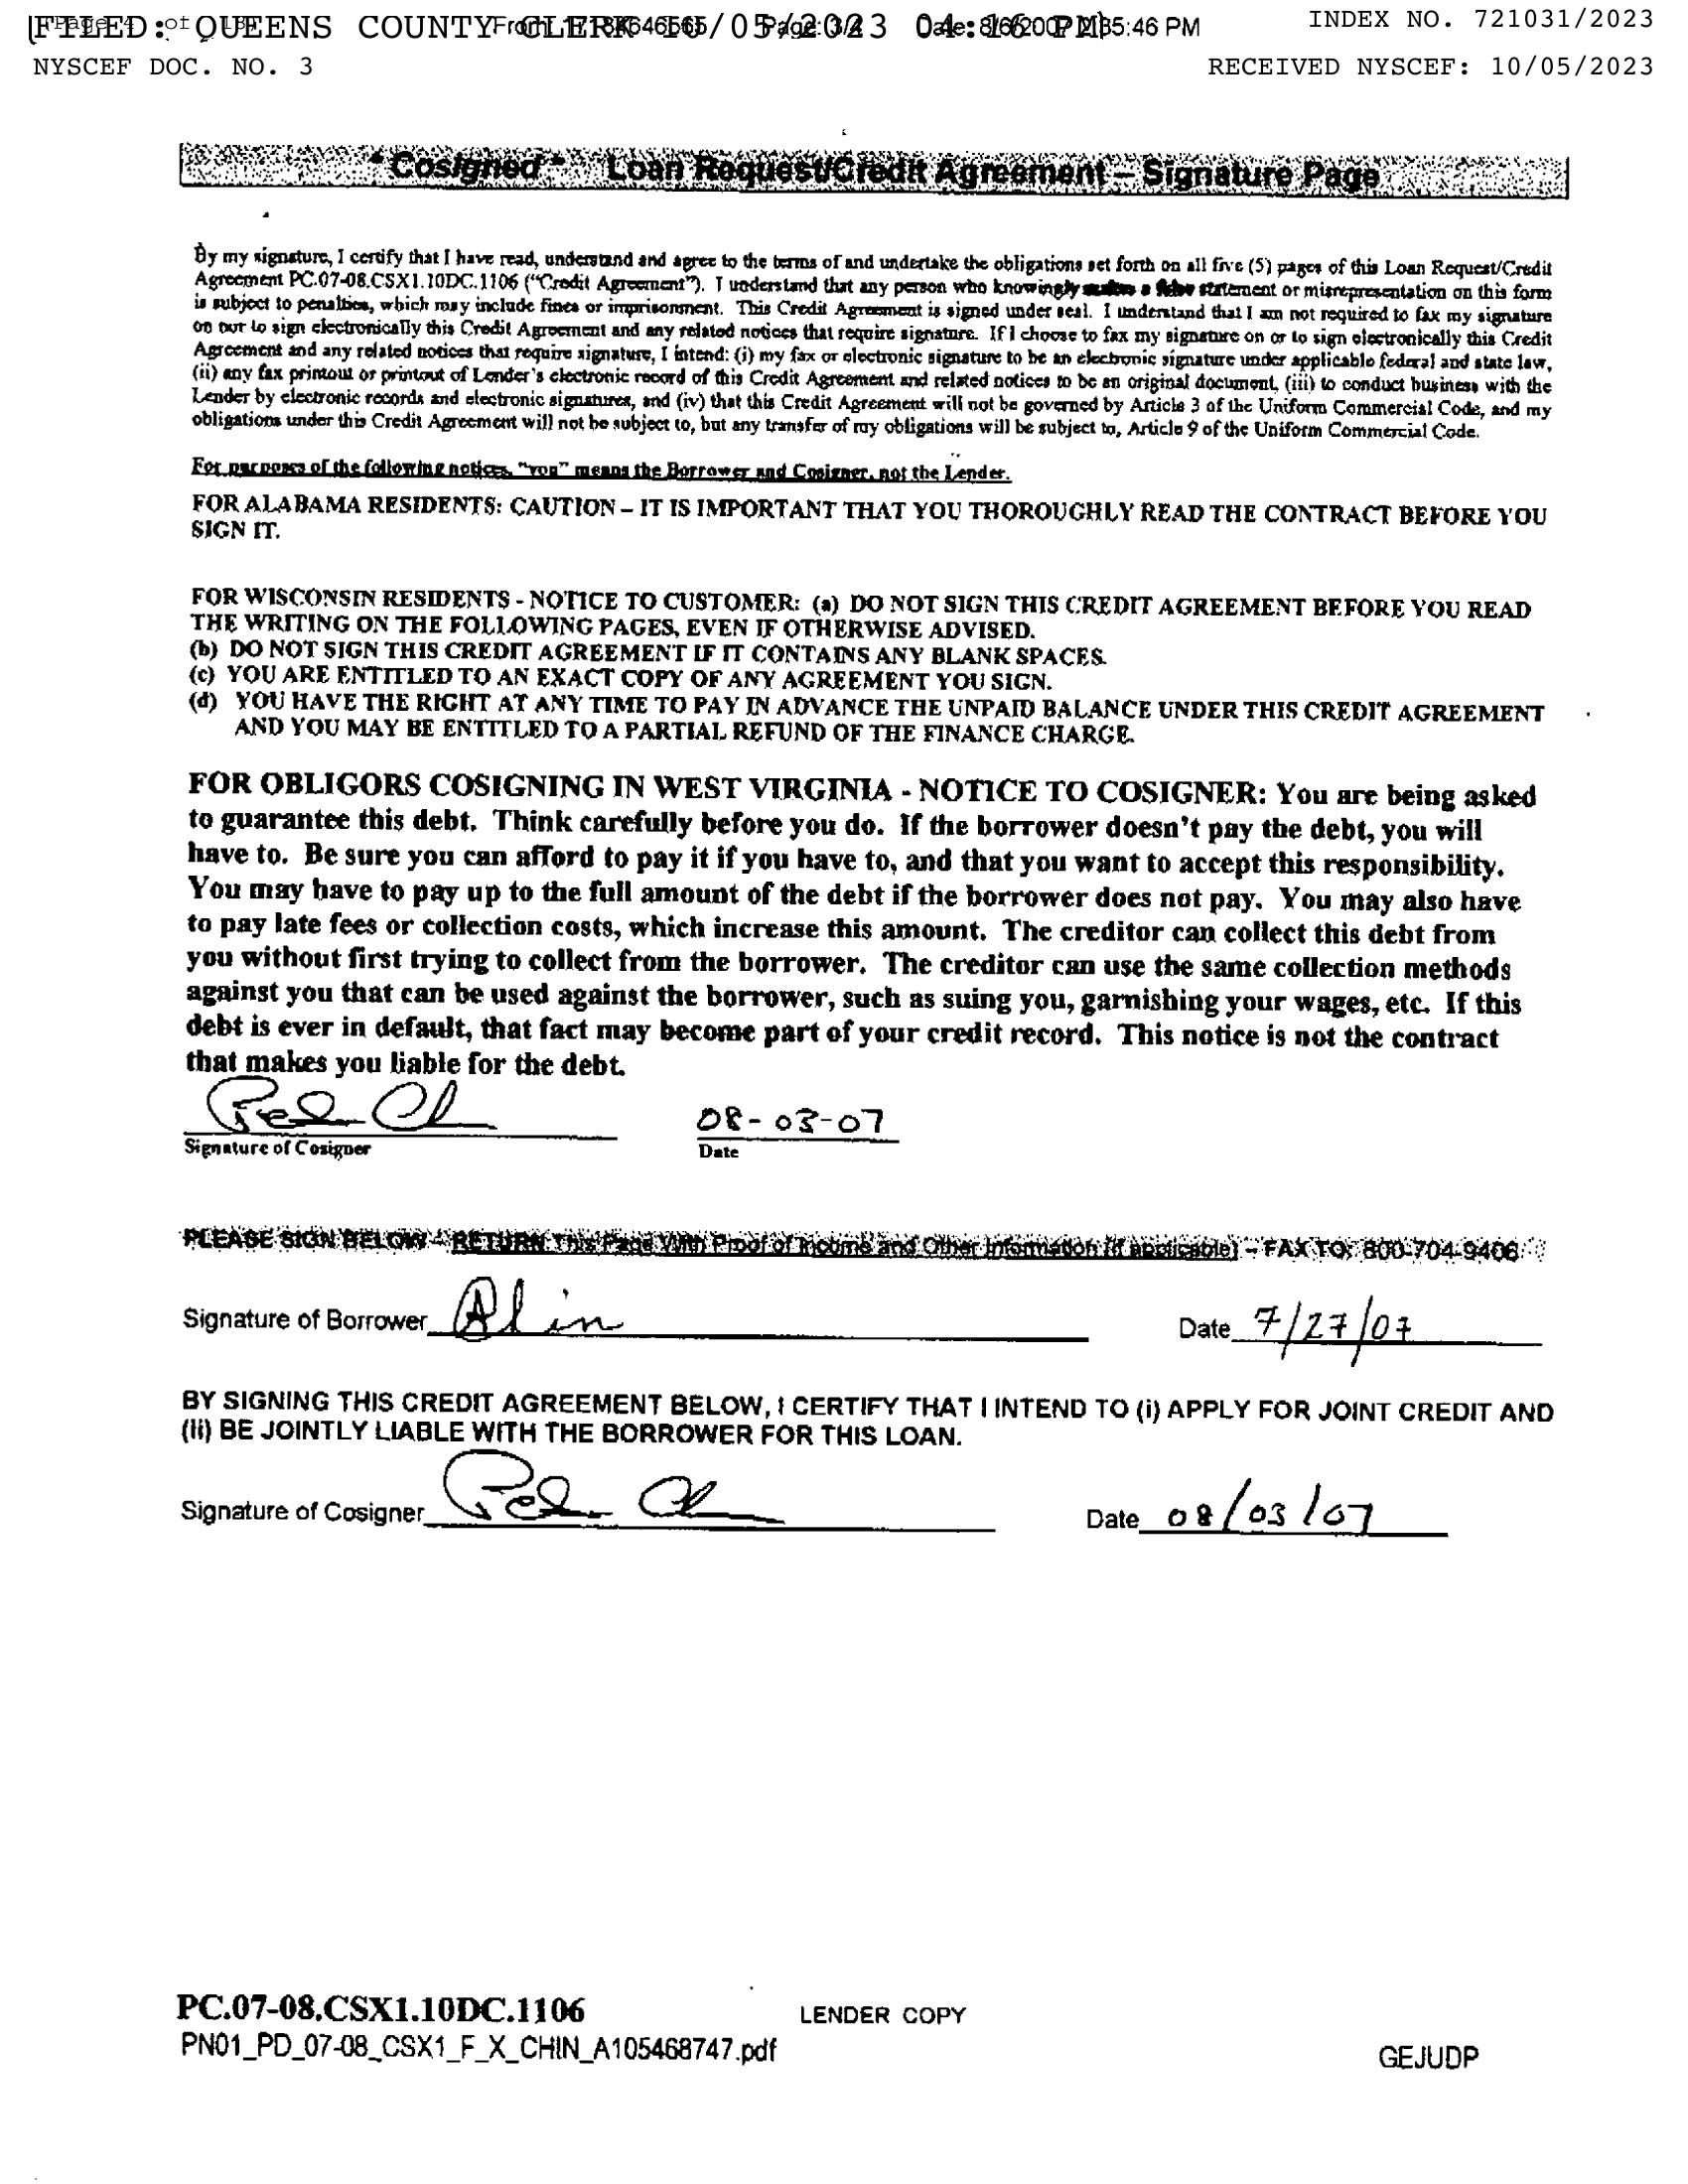 FILED: QUEENS COUNTY CLERK 10/05/2023 04:16 PM
Page 4 of From: Page: 3/4 Date: 8/6/2007 2:35:46 PM
INDEX NO. 721031/2023
NYSCEF DOC. NO. 3
RECEIVED NYSCEF: 10/05/2023
"Cosigned" Loan Request/Credit Agreement – Signature Page
By my signature, I certify that I have read, understand and agree to the terms of and undertake the obligations set forth on all five (5) pages of this Loan Request/Credit
Agreement PC.07-08.CSX1.10DC.1106 ("Credit Agreement"). I understand that any person who knowingly makes a false statement or misrepresentation on this form
is subject to penalties, which may include fines or imprisonment. This Credit Agreement is signed under seal. I understand that I am not required to fax my signature
on or to sign electronically this Credit Agreement and any related notices that require signature. If I choose to fax my signature on or to sign electronically this Credit
Agreement and any related notices that require signature, I intend: (i) my fax or electronic signature to be an electronic signature under applicable federal and state law,
(ii) any fax printout or printout of Lender's electronic record of this Credit Agreement and related notices to be an original document, (iii) to conduct business with the
Lender by electronic records and electronic signatures, and (iv) that this Credit Agreement will not be governed by Article 3 of the Uniform Commercial Code, and my
obligations under this Credit Agreement will not be subject to, but any transfer of my obligations will be subject to, Article 9 of the Uniform Commercial Code.
For purposes of the following notices, "you" means the Borrower and Cosigner, not the Lender.
FOR ALABAMA RESIDENTS: CAUTION – IT IS IMPORTANT THAT YOU THOROUGHLY READ THE CONTRACT BEFORE YOU
SIGN IT.
FOR WISCONSIN RESIDENTS - NOTICE TO CUSTOMER: (a) DO NOT SIGN THIS CREDIT AGREEMENT BEFORE YOU READ
THE WRITING ON THE FOLLOWING PAGES, EVEN IF OTHERWISE ADVISED.
(b) DO NOT SIGN THIS CREDIT AGREEMENT IF IT CONTAINS ANY BLANK SPACES.
(c) YOU ARE ENTITLED TO AN EXACT COPY OF ANY AGREEMENT YOU SIGN.
(d) YOU HAVE THE RIGHT AT ANY TIME TO PAY IN ADVANCE THE UNPAID BALANCE UNDER THIS CREDIT AGREEMENT
AND YOU MAY BE ENTITLED TO A PARTIAL REFUND OF THE FINANCE CHARGE.
FOR OBLIGORS COSIGNING IN WEST VIRGINIA - NOTICE TO COSIGNER: You are being asked
to guarantee this debt. Think carefully before you do. If the borrower doesn't pay the debt, you will
have to. Be sure you can afford to pay it if you have to, and that you want to accept this responsibility.
You may have to pay up to the full amount of the debt if the borrower does not pay. You may also have
to pay late fees or collection costs, which increase this amount. The creditor can collect this debt from
you without first trying to collect from the borrower. The creditor can use the same collection methods
against you that can be used against the borrower, such as suing you, garnishing your wages, etc. If this
debt is ever in default, that fact may become part of your credit record. This notice is not the contract
that makes you liable for the debt.
08-03-07
Signature of Cosigner Date
PLEASE SIGN BELOW – RETURN This Page With Proof of Income and Other Information (if applicable) – FAX TO: 800-704-9406
Signature of Borrower Date 7/27/07
BY SIGNING THIS CREDIT AGREEMENT BELOW, I CERTIFY THAT I INTEND TO (i) APPLY FOR JOINT CREDIT AND
(ii) BE JOINTLY LIABLE WITH THE BORROWER FOR THIS LOAN.
Signature of Cosigner Date 08/03/07
PC.07-08.CSX1.10DC.1106
LENDER COPY
PN01_PD_07-08_CSX1_F_X_CHIN_A105468747.pdf
GEJUDP